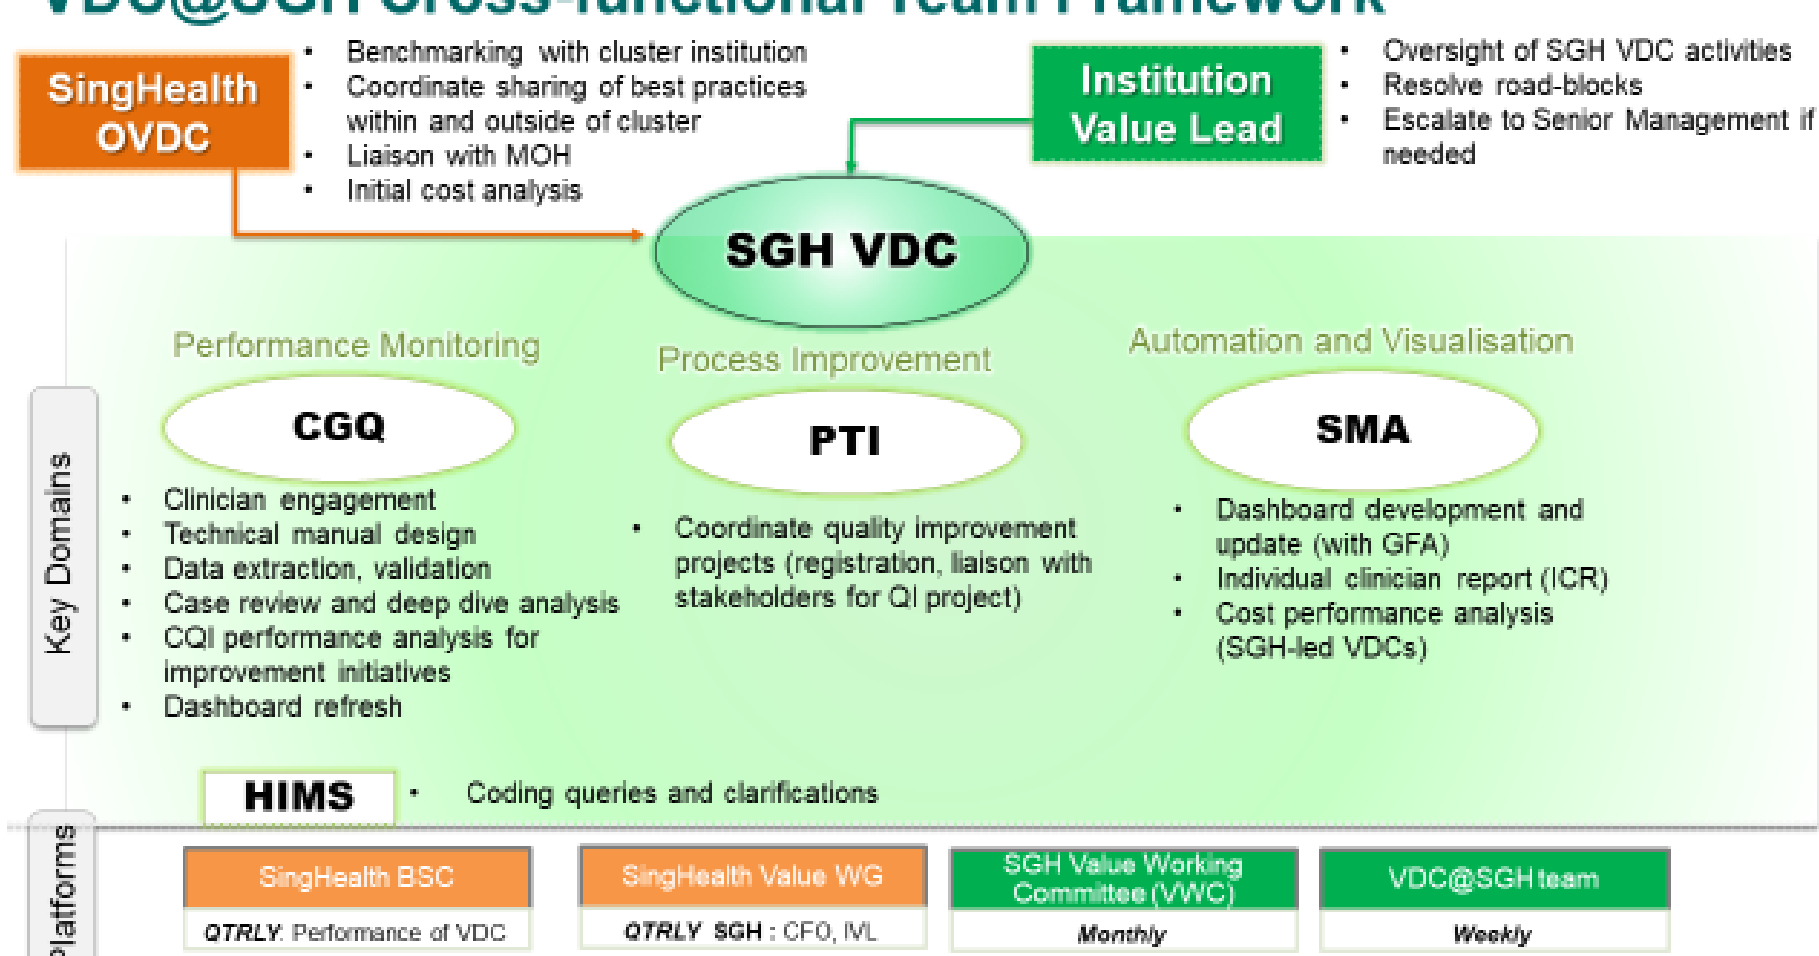 VDC@SGH Cross-functional Team Framework
SingHealth
OVDC
• Benchmarking with cluster institution
• Coordinate sharing of best practices
within and outside of cluster
• Liaison with MOH
• Initial cost analysis
Institution
Value Lead
• Oversight of SGH VDC activities
• Resolve road-blocks
• Escalate to Senior Management if
needed
SGH VDC
Key Domains
Performance Monitoring
CGQ
• Clinician engagement
• Technical manual design
• Data extraction, validation
• Case review and deep dive analysis
• CQI performance analysis for
improvement initiatives
• Dashboard refresh
Process Improvement
PTI
• Coordinate quality improvement
projects (registration, liaison with
stakeholders for QI project)
Automation and Visualisation
SMA
• Dashboard development and
update (with GFA)
• Individual clinician report (ICR)
• Cost performance analysis
(SGH-led VDCs)
HIMS
• Coding queries and clarifications
Platforms
SingHealth BSC
QTRLY: Performance of VDC
SingHealth Value WG
QTRLY SGH : CFO, IVL
SGH Value Working
Committee (VWC)
Monthly
VDC@SGH team
Weekly